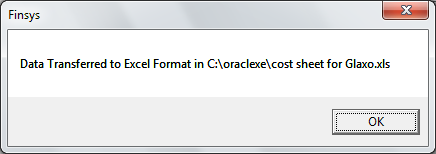 Finsys
Data Transferred to Excel Format in C:\oraclexe\cost sheet for Glaxo.xls
OK